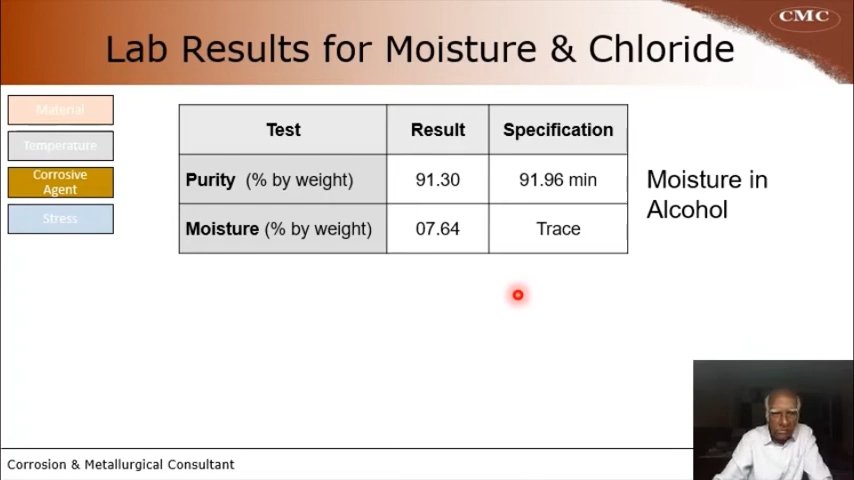 CMC
Lab Results for Moisture & Chloride
Material
Temperature
Corrosive
Agent
Stress
Test Result Specification
Purity (% by weight) 91.30 91.96 min
Moisture (% by weight) 07.64 Trace
Moisture in
Alcohol
Corrosion & Metallurgical Consultant